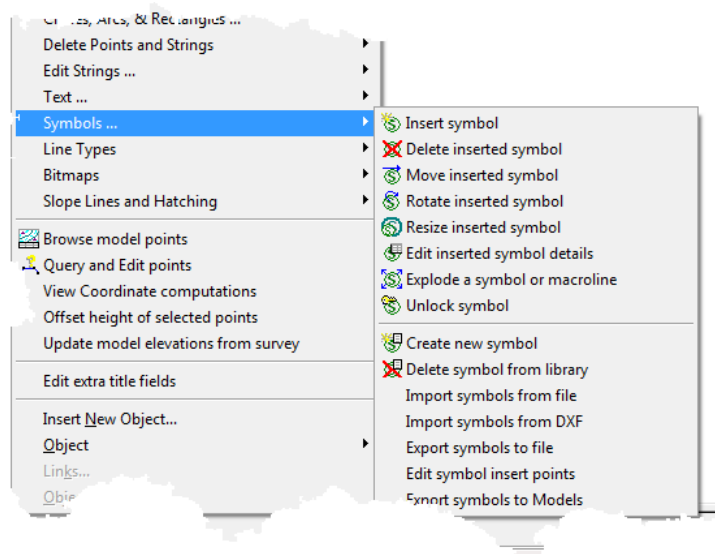 Arcs, & Rectangles ...
Delete Points and Strings
Edit Strings ...
Text ...
Symbols ...
Line Types
Bitmaps
Slope Lines and Hatching
Browse model points
Query and Edit points
View Coordinate computations
Offset height of selected points
Update model elevations from survey
Edit extra title fields
Insert New Object...
Object
Links...
Insert symbol
Delete inserted symbol
Move inserted symbol
Rotate inserted symbol
Resize inserted symbol
Edit inserted symbol details
Explode a symbol or macroline
Unlock symbol
Create new symbol
Delete symbol from library
Import symbols from file
Import symbols from DXF
Export symbols to file
Edit symbol insert points
Export symbols to Models